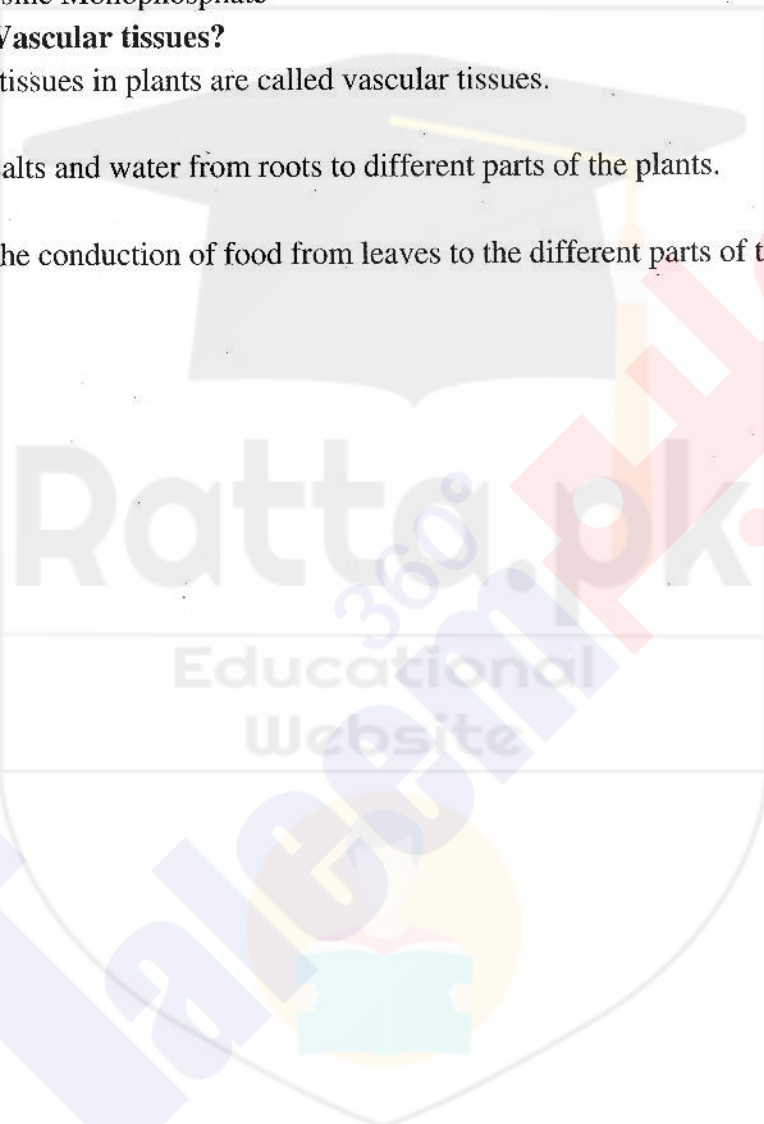 Vascular tissues?
tissues in plants are called vascular tissues.
alts and water from roots to different parts of the plants.
he conduction of food from leaves to the different parts of t
Ratta.pk
360°
Taleem
Educational
Website